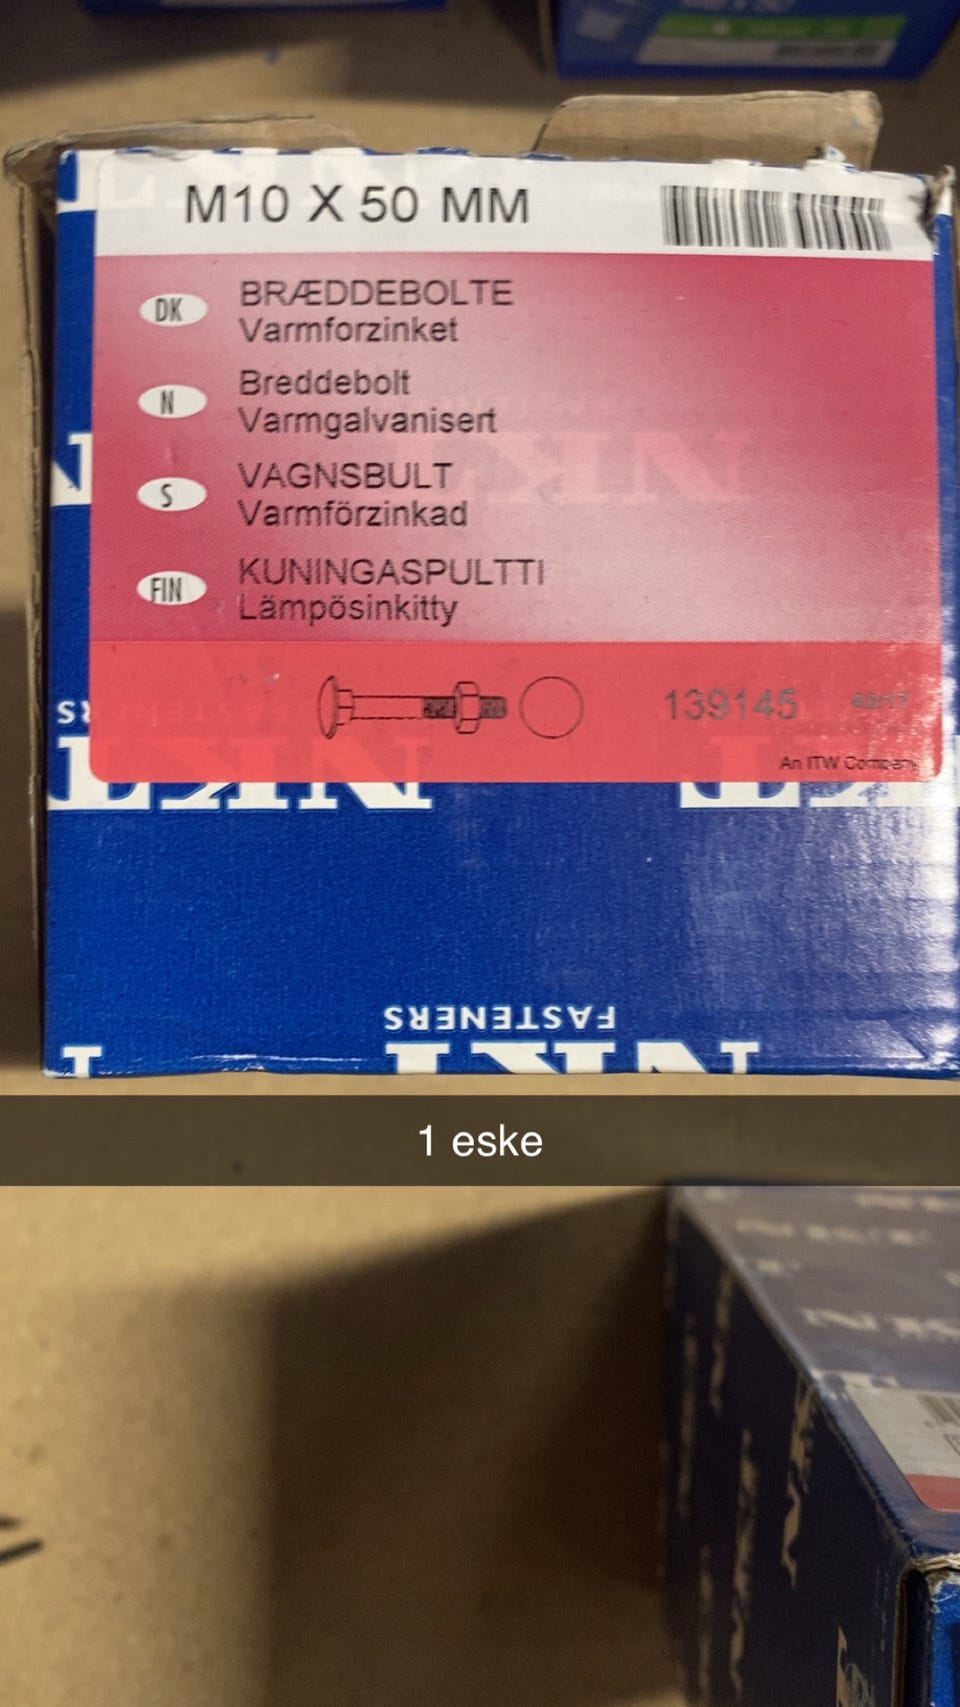 M10 X 50 MM
DK
BRÆDDEBOLTE
Varmforzinket
N
Breddebolt
Varmgalvanisert
S
VAGNSBULT
Varmförzinkad
FIN
KUNINGASPULTTI
Lämpösinkitty
139145
An ITW Company
NKT
FASTENERS
1 eske